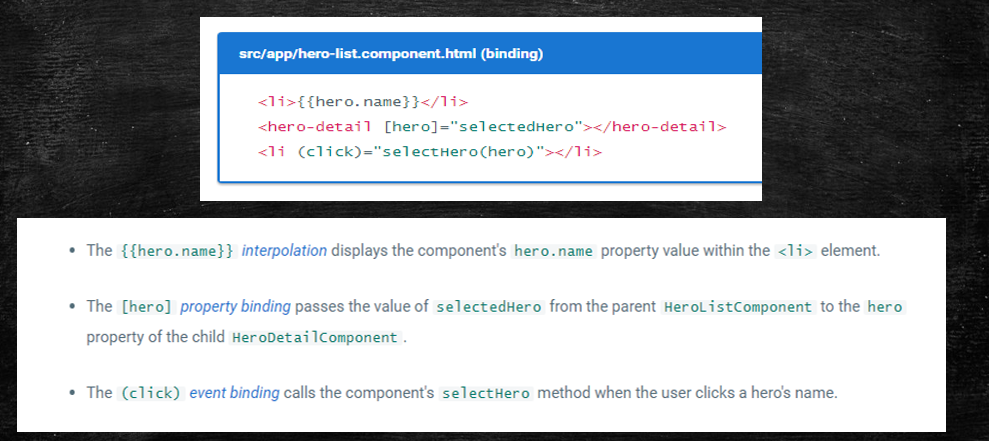 src/app/hero-list.component.html (binding)
<li>{{hero.name}}</li>
<hero-detail [hero]="selectedHero"></hero-detail>
<li (click)="selectHero(hero)"></li>
• The {{hero.name}} interpolation displays the component's hero.name property value within the <li> element.
• The [hero] property binding passes the value of selectedHero from the parent HeroListComponent to the hero
property of the child HeroDetailComponent .
• The (click) event binding calls the component's selectHero method when the user clicks a hero's name.